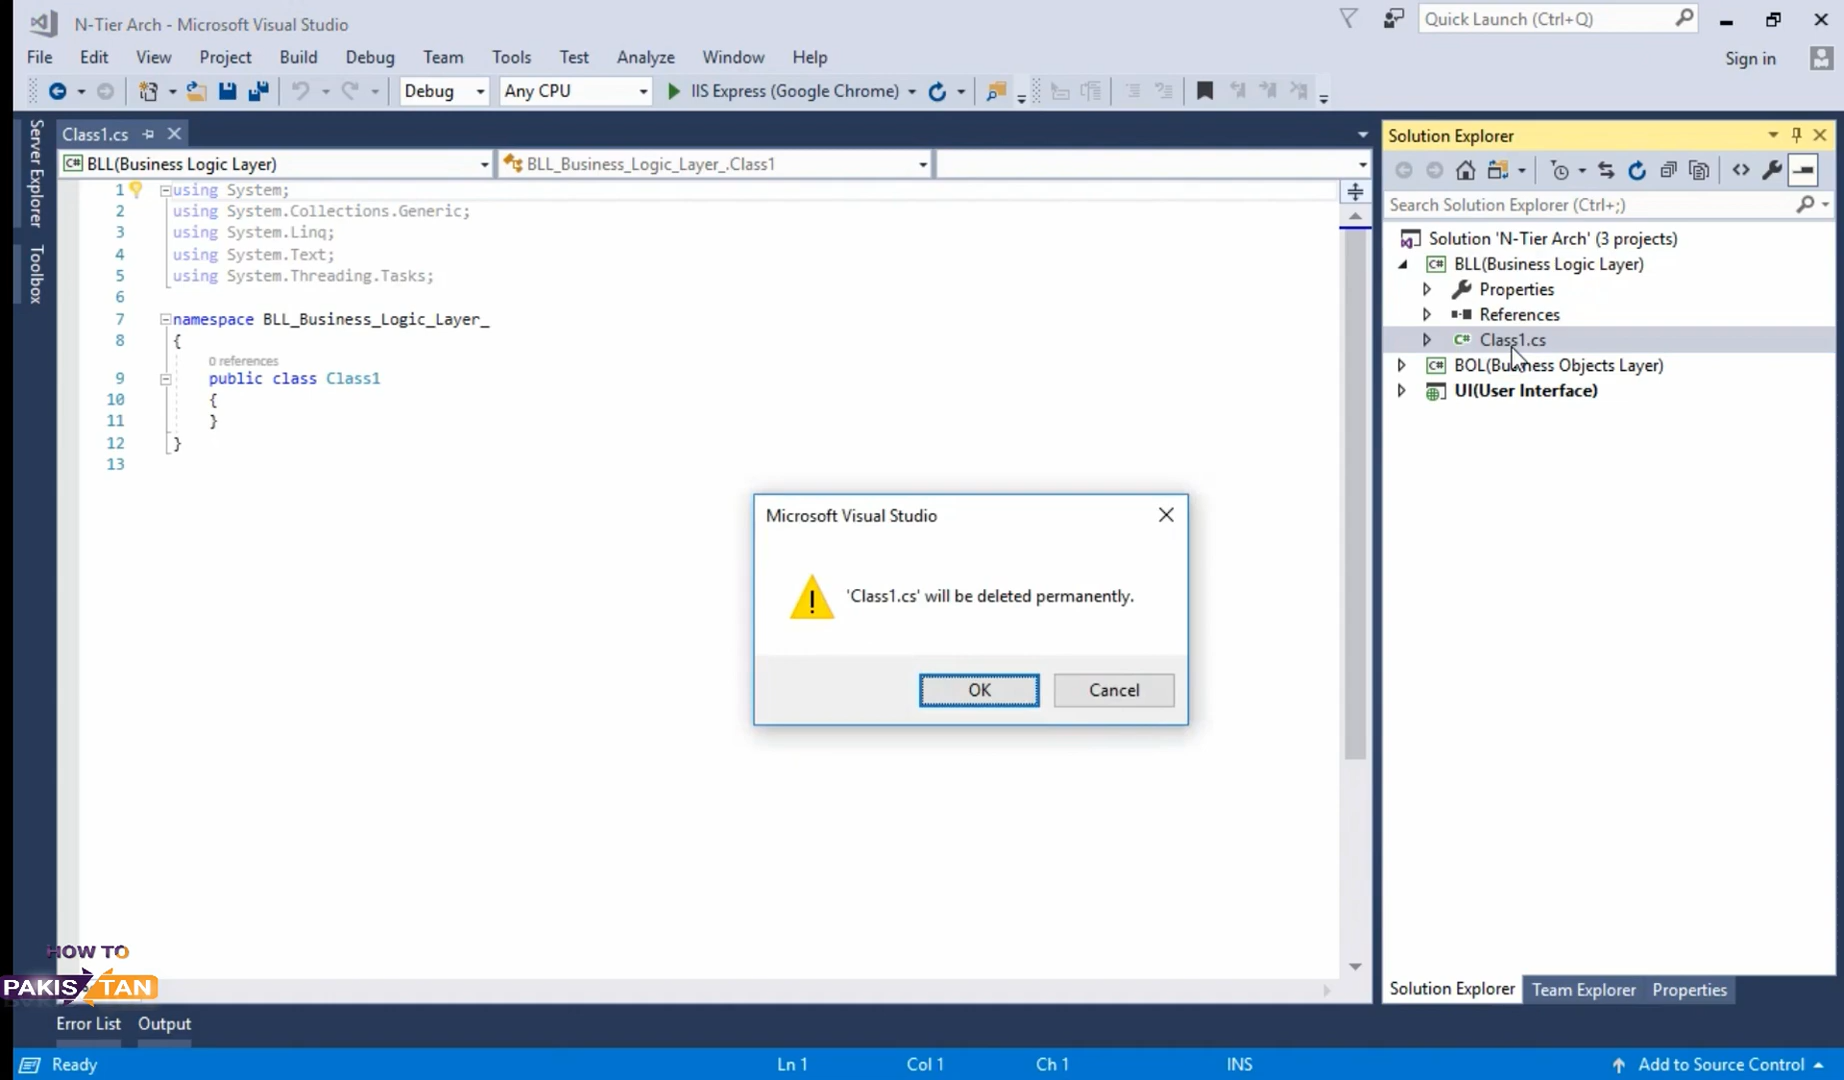 N-Tier Arch - Microsoft Visual Studio
Quick Launch (Ctrl+Q)
File Edit View Project Build Debug Team Tools Test Analyze Window Help
Sign in
Debug Any CPU IIS Express (Google Chrome)
Server Explorer
Toolbox
Class1.cs
BLL(Business Logic Layer) BLL_Business_Logic_Layer_.Class1
1 using System;
2 using System.Collections.Generic;
3 using System.Linq;
4 using System.Text;
5 using System.Threading.Tasks;
6
7 namespace BLL_Business_Logic_Layer_
8 {
0 references
9 public class Class1
10 {
11 }
12 }
13
Microsoft Visual Studio
'Class1.cs' will be deleted permanently.
OK Cancel
Solution Explorer
Search Solution Explorer (Ctrl+;)
Solution 'N-Tier Arch' (3 projects)
BLL(Business Logic Layer)
Properties
References
Class1.cs
BOL(Business Objects Layer)
UI(User Interface)
Solution Explorer Team Explorer Properties
HOW TO
PAKISTAN
Error List Output
Ready Ln 1 Col 1 Ch 1 INS Add to Source Control